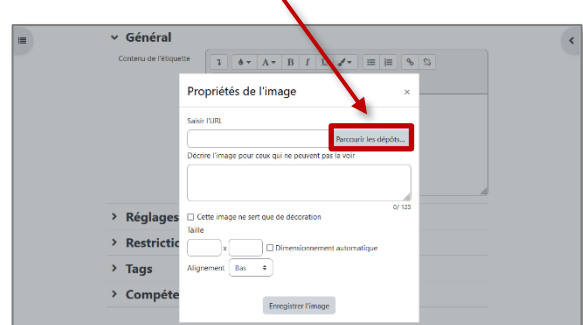 Général
Contenu de l'étiquette
Propriétés de l'image ×
Saisir l'URL
Parcourir les dépôts...
Décrire l'image pour ceux qui ne peuvent pas la voir
0/ 125
Cette image ne sert que de décoration
Taille
x Dimensionnement automatique
Alignement Bas
Enregistrer l'image
Réglages
Restrictio
Tags
Compéte